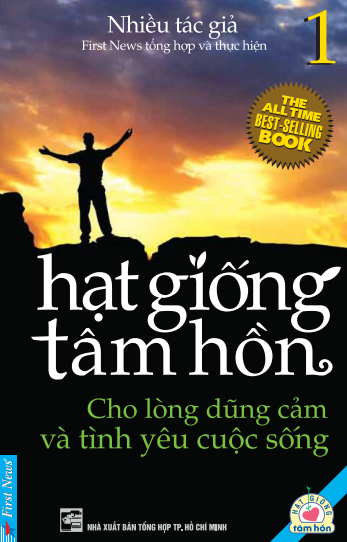 Nhiều tác giả
First News tổng hợp và thực hiện
1
THE
ALL TIME
BEST-SELLING
BOOK
hạt giống
tâm hồn
Cho lòng dũng cảm
và tình yêu cuộc sống
First News
NHÀ XUẤT BẢN TỔNG HỢP TP. HỒ CHÍ MINH
HẠT GIỐNG
tâm hồn